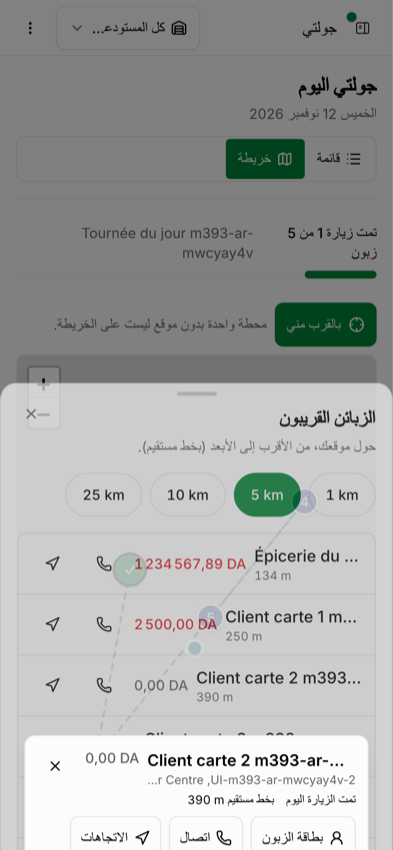 جولتي
كل المستودعـ...
جولتي اليوم
الخميس 12 نوفمبر 2026
قائمة
خريطة
تمت زيارة 1 من 5
زبون
Tournée du jour m393-ar-
mwcyay4v
بالقرب مني
محطة واحدة بدون موقع ليست على الخريطة.
الزبائن القريبون
حول موقعك، من الأقرب إلى الأبعد (بخط مستقيم).
1 km
5 km
10 km
25 km
4
Épicerie du ...
1 234 567,89 DA
134 m
Client carte 1 m...
2 500,00 DA
250 m
5
Client carte 2 m393...
0,00 DA
390 m
Client carte 2 m393-ar-...
0,00 DA
...r Centre ,UI-m393-ar-mwcyay4v-2
تمت الزيارة اليوم
بخط مستقيم 390 m
بطاقة الزبون
اتصال
الاتجاهات